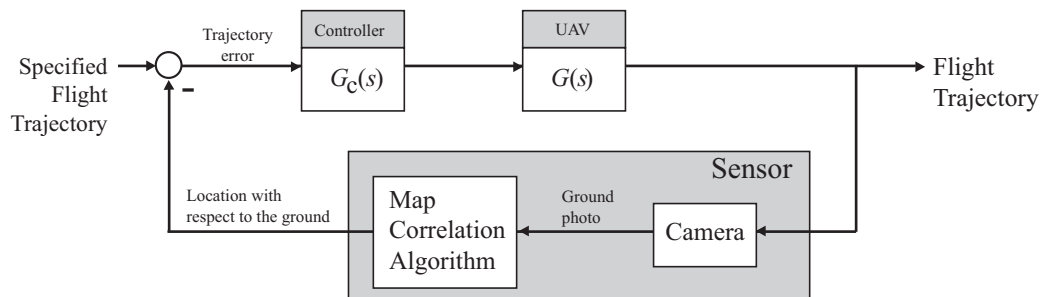 Specified
Flight
Trajectory
Trajectory
error
Controller
G_c(s)
UAV
G(s)
Flight
Trajectory
-
Sensor
Location with
respect to the ground
Map
Correlation
Algorithm
Ground
photo
Camera